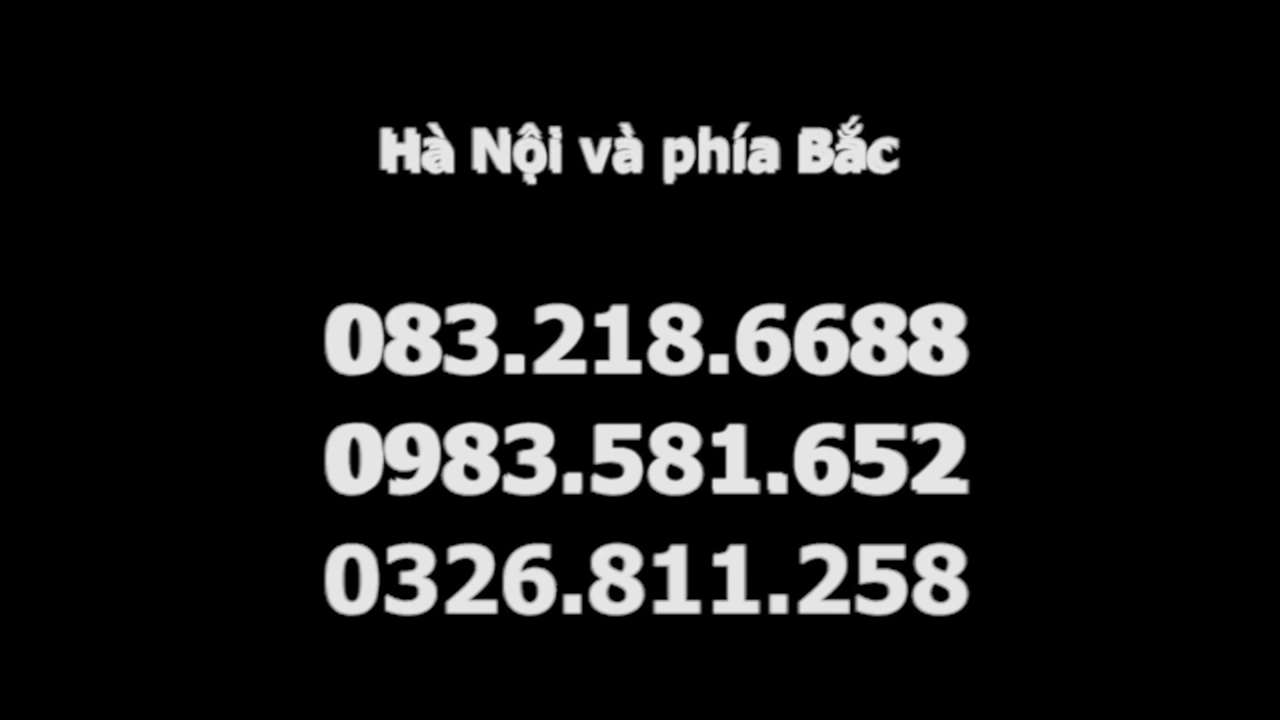 Hà Nội và phía Bắc
083.218.6688
0983.581.652
0326.811.258